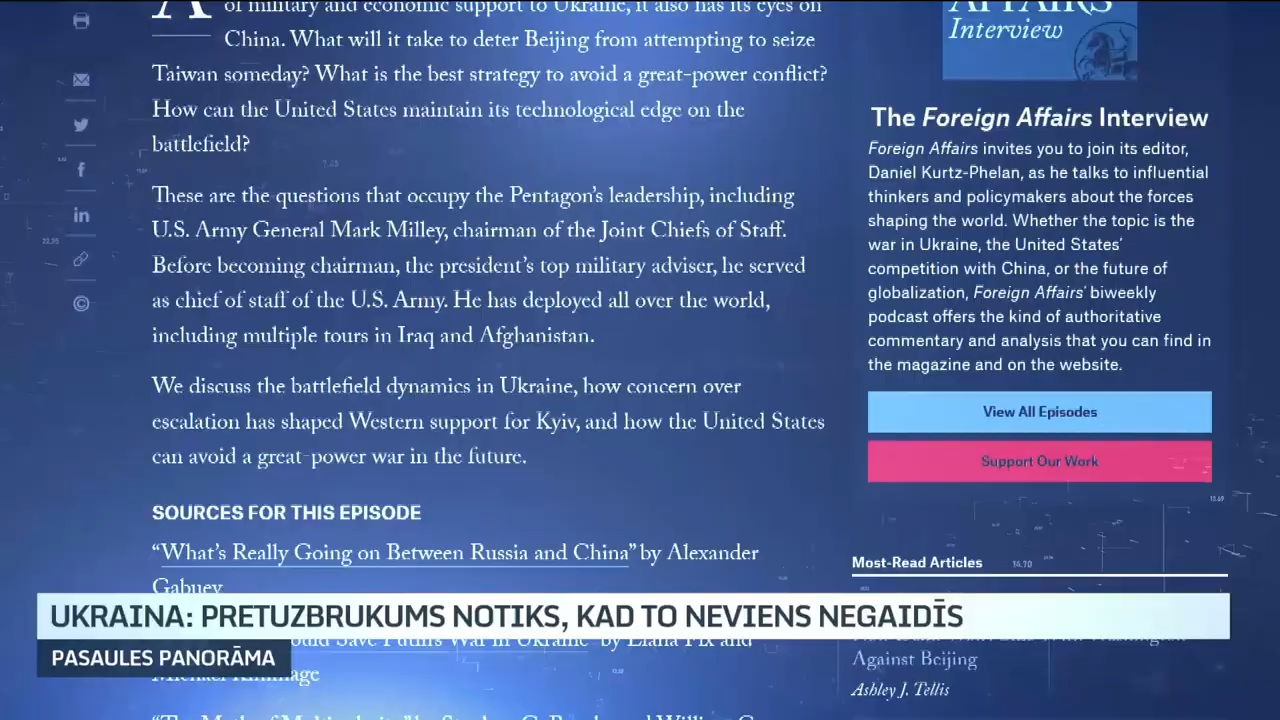 A of military and economic support to Ukraine, it also has its eyes on
China. What will it take to deter Beijing from attempting to seize
Taiwan someday? What is the best strategy to avoid a great-power conflict?
How can the United States maintain its technological edge on the
battlefield?
These are the questions that occupy the Pentagon's leadership, including
U.S. Army General Mark Milley, chairman of the Joint Chiefs of Staff.
Before becoming chairman, the president's top military adviser, he served
as chief of staff of the U.S. Army. He has deployed all over the world,
including multiple tours in Iraq and Afghanistan.
We discuss the battlefield dynamics in Ukraine, how concern over
escalation has shaped Western support for Kyiv, and how the United States
can avoid a great-power war in the future.
SOURCES FOR THIS EPISODE
“What's Really Going on Between Russia and China” by Alexander
Gabuev
Save Putin's War in Ukraine” by Liana Fix and
Michael Kimmage
AFFAIRS
Interview
The Foreign Affairs Interview
Foreign Affairs invites you to join its editor,
Daniel Kurtz-Phelan, as he talks to influential
thinkers and policymakers about the forces
shaping the world. Whether the topic is the
war in Ukraine, the United States'
competition with China, or the future of
globalization, Foreign Affairs' biweekly
podcast offers the kind of authoritative
commentary and analysis that you can find in
the magazine and on the website.
View All Episodes
Support Our Work
Most-Read Articles
Against Beijing
Ashley J. Tellis
UKRAINA: PRETUZBRUKUMS NOTIKS, KAD TO NEVIENS NEGAIDĪS
PASAULES PANORĀMA